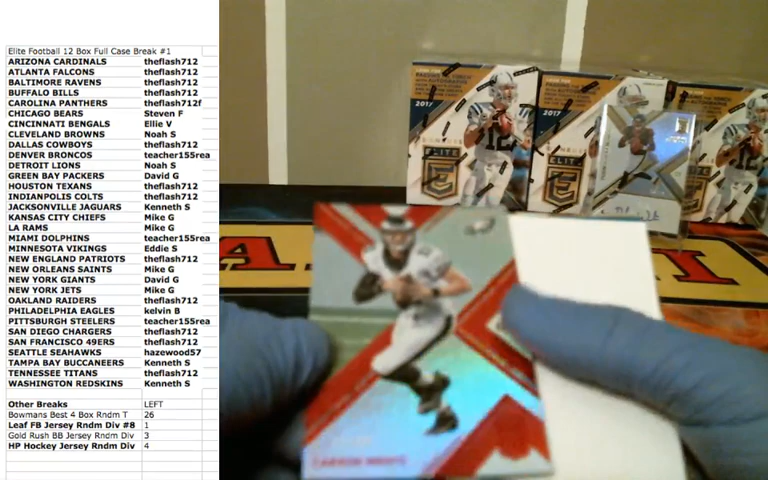 Elite Football 12 Box Full Case Break #1
ARIZONA CARDINALS theflash712
ATLANTA FALCONS theflash712
BALTIMORE RAVENS theflash712
BUFFALO BILLS theflash712
CAROLINA PANTHERS theflash712f
CHICAGO BEARS Steven F
CINCINNATI BENGALS Ellie V
CLEVELAND BROWNS Noah S
DALLAS COWBOYS theflash712
DENVER BRONCOS teacher155rea
DETROIT LIONS Noah S
GREEN BAY PACKERS David G
HOUSTON TEXANS theflash712
INDIANPOLIS COLTS theflash712
JACKSONVILLE JAGUARS Kenneth S
KANSAS CITY CHIEFS Mike G
LA RAMS Mike G
MIAMI DOLPHINS teacher155rea
MINNESOTA VIKINGS Eddie S
NEW ENGLAND PATRIOTS theflash712
NEW ORLEANS SAINTS Mike G
NEW YORK GIANTS David G
NEW YORK JETS Mike G
OAKLAND RAIDERS theflash712
PHILADELPHIA EAGLES kelvin B
PITTSBURGH STEELERS teacher155rea
SAN DIEGO CHARGERS theflash712
SAN FRANCISCO 49ERS theflash712
SEATTLE SEAHAWKS hazewood57
TAMPA BAY BUCCANEERS Kenneth S
TENNESSEE TITANS theflash712
WASHINGTON REDSKINS Kenneth S
Other Breaks LEFT
Bowmans Best 4 Box Rndm T 26
Leaf FB Jersey Rndm Div #8 1
Gold Rush BB Jersey Rndm Div 3
HP Hockey Jersey Rndm Div 4
2017
ELITE
E
2017
ELITE
E
CARSON WENTZ